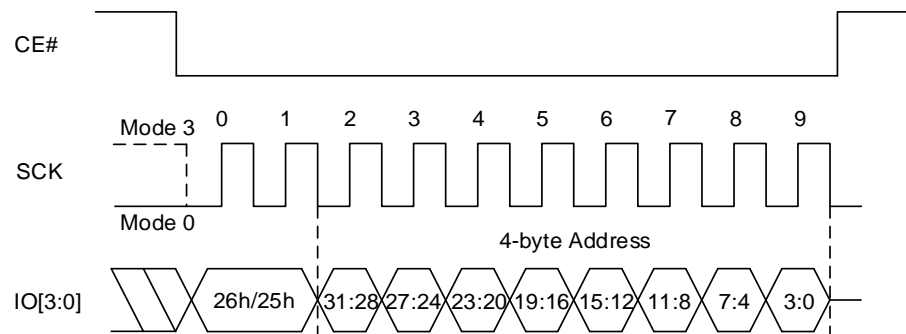 CE#
Mode 3
0 1 2 3 4 5 6 7 8 9
SCK
Mode 0
4-byte Address
IO[3:0]
26h/25h 31:28 27:24 23:20 19:16 15:12 11:8 7:4 3:0